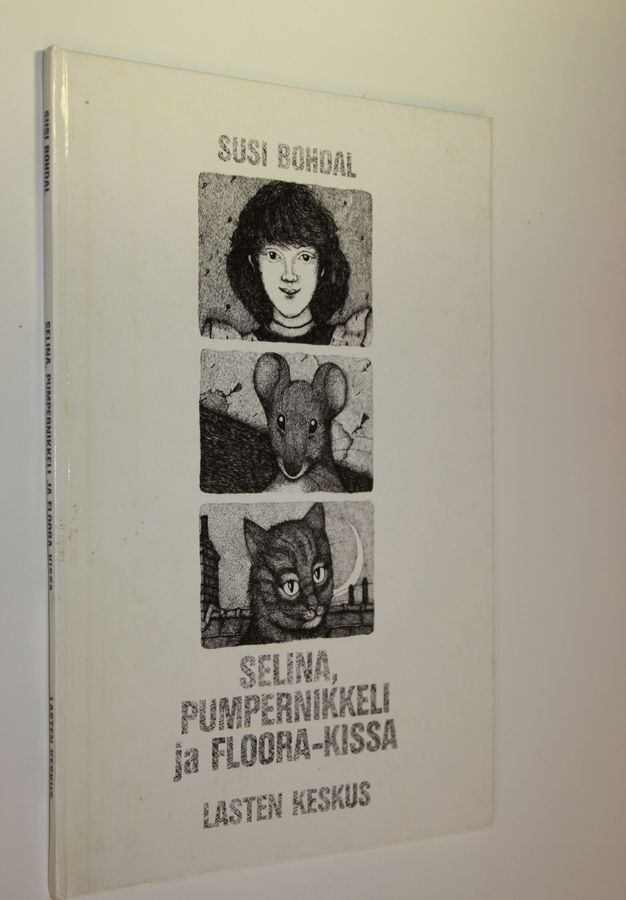 SUSI BOHDAL
SELINA,
PUMPERNIKKELI
ja FLOORA-KISSA
LASTEN KESKUS
SUSI BOHDAL
SELINA, PUMPERNIKKELI JA FLOORA-KISSA
LASTEN KESKUS